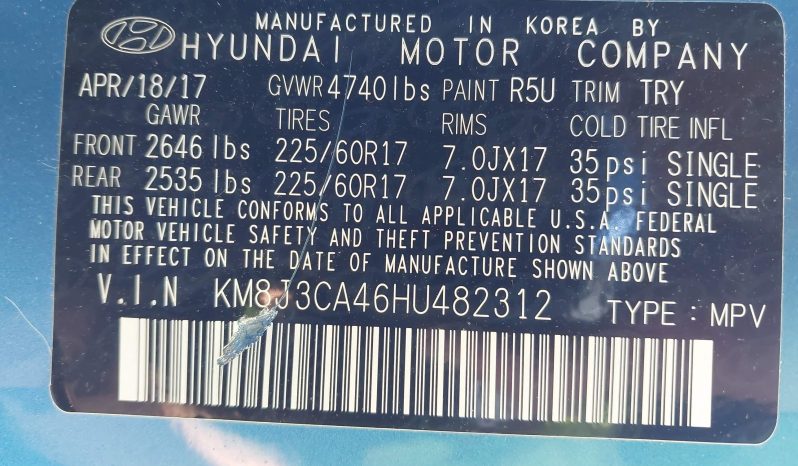 MANUFACTURED IN KOREA BY
HYUNDAI MOTOR COMPANY
APR/18/17 GVWR 4740lbs PAINT R5U TRIM TRY
GAWR TIRES RIMS COLD TIRE INFL
FRONT 2646 lbs 225/60R17 7.0JX17 35psi SINGLE
REAR 2535 lbs 225/60R17 7.0JX17 35psi SINGLE
THIS VEHICLE CONFORMS TO ALL APPLICABLE U.S.A. FEDERAL
MOTOR VEHICLE SAFETY AND THEFT PREVENTION STANDARDS
IN EFFECT ON THE DATE OF MANUFACTURE SHOWN ABOVE
V.I.N KM8J3CA46HU482312 TYPE : MPV